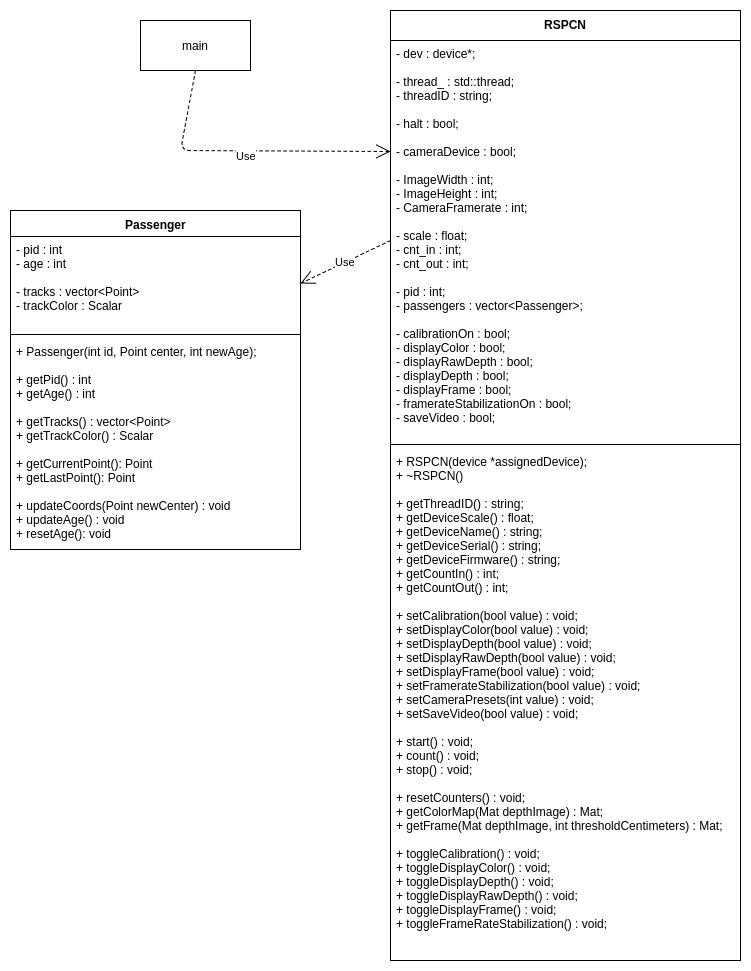 main
Use
Passenger
- pid : int
- age : int
- tracks : vector<Point>
- trackColor : Scalar
+ Passenger(int id, Point center, int newAge);
+ getPid() : int
+ getAge() : int
+ getTracks() : vector<Point>
+ getTrackColor() : Scalar
+ getCurrentPoint(): Point
+ getLastPoint(): Point
+ updateCoords(Point newCenter) : void
+ updateAge() : void
+ resetAge(): void
Use
RSPCN
- dev : device*;
- thread_ : std::thread;
- threadID : string;
- halt : bool;
- cameraDevice : bool;
- ImageWidth : int;
- ImageHeight : int;
- CameraFramerate : int;
- scale : float;
- cnt_in : int;
- cnt_out : int;
- pid : int;
- passengers : vector<Passenger>;
- calibrationOn : bool;
- displayColor : bool;
- displayRawDepth : bool;
- displayDepth : bool;
- displayFrame : bool;
- framerateStabilizationOn : bool;
- saveVideo : bool;
+ RSPCN(device *assignedDevice);
+ ~RSPCN()
+ getThreadID() : string;
+ getDeviceScale() : float;
+ getDeviceName() : string;
+ getDeviceSerial() : string;
+ getDeviceFirmware() : string;
+ getCountIn() : int;
+ getCountOut() : int;
+ setCalibration(bool value) : void;
+ setDisplayColor(bool value) : void;
+ setDisplayDepth(bool value) : void;
+ setDisplayRawDepth(bool value) : void;
+ setDisplayFrame(bool value) : void;
+ setFramerateStabilization(bool value) : void;
+ setCameraPresets(int value) : void;
+ setSaveVideo(bool value) : void;
+ start() : void;
+ count() : void;
+ stop() : void;
+ resetCounters() : void;
+ getColorMap(Mat depthImage) : Mat;
+ getFrame(Mat depthImage, int thresholdCentimeters) : Mat;
+ toggleCalibration() : void;
+ toggleDisplayColor() : void;
+ toggleDisplayDepth() : void;
+ toggleDisplayRawDepth() : void;
+ toggleDisplayFrame() : void;
+ toggleFrameRateStabilization() : void;